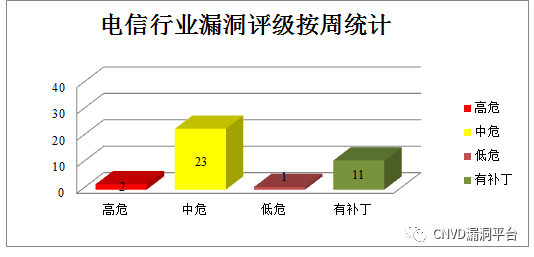 电信行业漏洞评级按周统计
40
30
20
10
0
2
23
1
11
高危
中危
低危
有补丁
高危
中危
低危
有补丁
CNVD漏洞平台